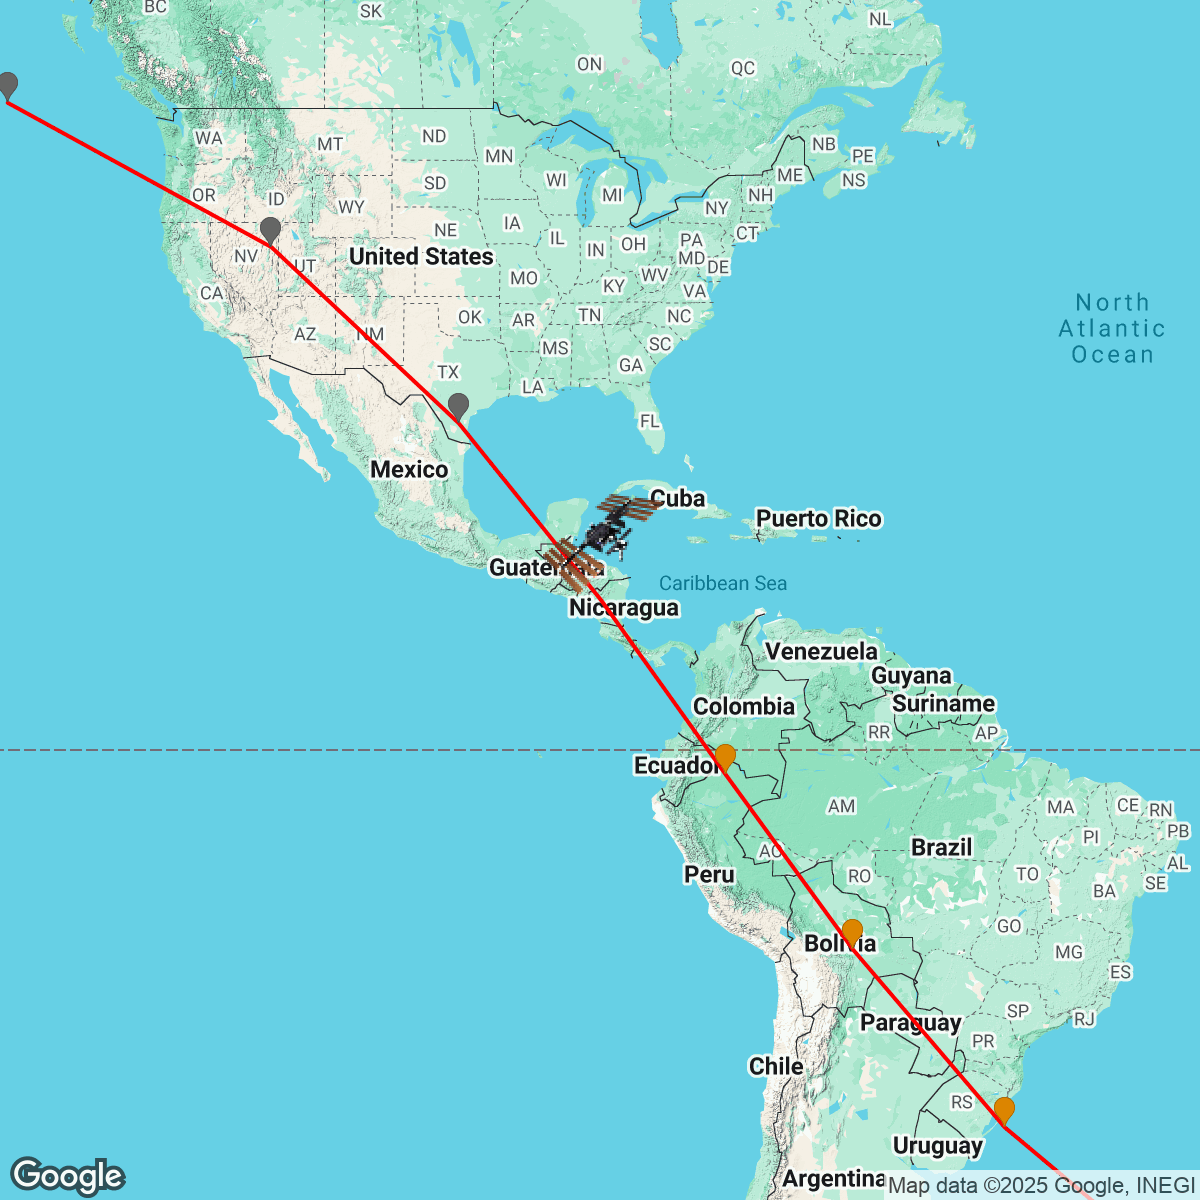 BC
SK
NL
ON
QC
WA
MT
ND
MN
NB
PE
OR
ID
WY
SD
WI
MI
ME
NS
NH
NY
NV
UT
United States
NE
IA
IL
IN
OH
PA
CT
MD
DE
CA
MO
KY
WV
VA
AZ
NM
OK
AR
TN
NC
North
Atlantic
Ocean
TX
MS
SC
GA
LA
FL
Mexico
Cuba
Puerto Rico
Guatemala
Caribbean Sea
Nicaragua
Venezuela
Guyana
Suriname
Colombia
RR
AP
Ecuador
AM
MA
CE
RN
PB
PI
AL
AC
Brazil
Peru
RO
TO
BA
SE
GO
Bolivia
MG
ES
SP
RJ
Paraguay
PR
Chile
RS
Uruguay
Argentina
Google
Map data ©2025 Google, INEGI